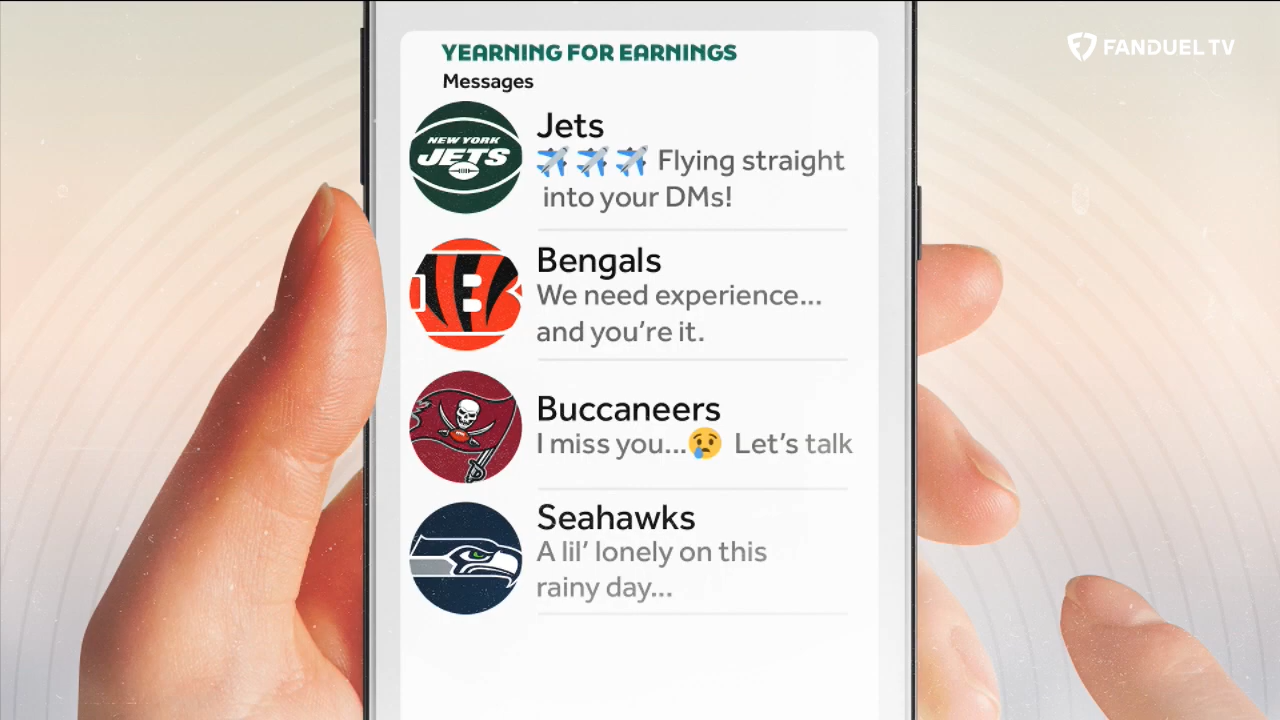 YEARNING FOR EARNINGS
FANDUEL TV
Messages
NEW YORK
JETS
Jets
✈️✈️✈️ Flying straight
into your DMs!
B
Bengals
We need experience...
and you're it.
Buccaneers
I miss you...😢 Let's talk
Seahawks
A lil' lonely on this
rainy day...